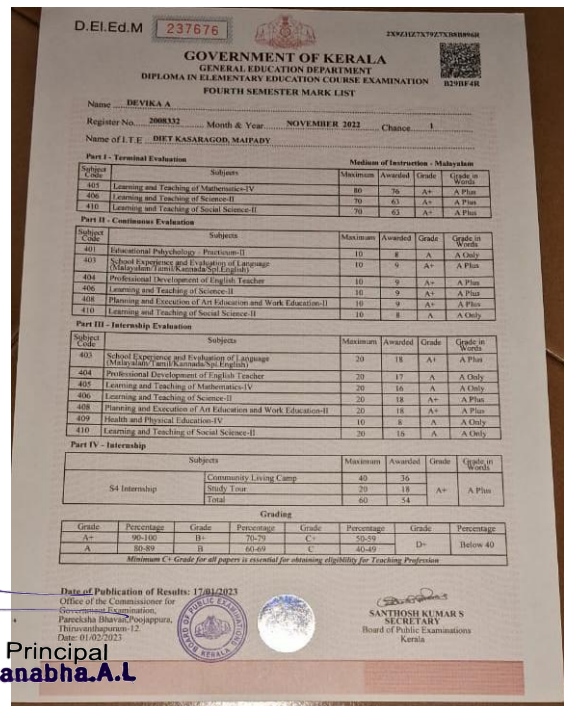 D.El.Ed.M 237676 2X9ZHZ7X79Z7XB8B896R
GOVERNMENT OF KERALA
GENERAL EDUCATION DEPARTMENT
DIPLOMA IN ELEMENTARY EDUCATION COURSE EXAMINATION B29BF4R
FOURTH SEMESTER MARK LIST
Name DEVIKA A
Register No. 2008332 Month & Year NOVEMBER 2022 Chance 1
Name of I.T.E DIET KASARAGOD, MAIPADY
Part I - Terminal Evaluation Medium of Instruction - Malayalam
Subject Code Subjects Maximum Awarded Grade Grade in Words
405 Learning and Teaching of Mathematics-IV 80 76 A+ A Plus
406 Learning and Teaching of Science-II 70 63 A+ A Plus
410 Learning and Teaching of Social Science-II 70 65 A+ A Plus
Part II - Continuous Evaluation
Subject Code Subjects Maximum Awarded Grade Grade in Words
401 Educational Pshychology - Practicum-II 10 8 A A Only
403 School Experience and Evaluation of Language (Malayalam/Tamil/Kannada/Spl.English) 10 9 A+ A Plus
404 Professional Development of English Teacher 10 9 A+ A Plus
406 Learning and Teaching of Science-II 10 9 A+ A Plus
408 Planning and Execution of Art Education and Work Education-II 10 9 A+ A Plus
410 Learning and Teaching of Social Science-II 10 8 A A Only
Part III - Internship Evaluation
Subject Code Subjects Maximum Awarded Grade Grade in Words
403 School Experience and Evaluation of Language (Malayalam/Tamil/Kannada/Spl.English) 20 18 A+ A Plus
404 Professional Development of English Teacher 20 17 A A Only
405 Learning and Teaching of Mathematics-IV 20 16 A A Only
406 Learning and Teaching of Science-II 20 18 A+ A Plus
408 Planning and Execution of Art Education and Work Education-II 20 18 A+ A Plus
409 Health and Physical Education-IV 10 8 A A Only
410 Learning and Teaching of Social Science-II 20 16 A A Only
Part IV - Internship
Subjects Maximum Awarded Grade Grade in Words
S4 Internship Community Living Camp 40 36
Study Tour 20 18 A+ A Plus
Total 60 54
Grading
Grade Percentage Grade Percentage Grade Percentage Grade Percentage
A+ 90-100 B+ 70-79 C+ 50-59 D+ Below 40
A 80-89 B 60-69 C 40-49
Minimum C+ Grade for all papers is essential for obtaining eligiblity for Teaching Profession
Date of Publication of Results: 17/01/2023
Office of the Commissioner for
Government Examination,
Pareeksha Bhavan, Poojappura,
Thiruvanthapuram-12.
Date: 01/02/2023
BOARD OF PUBLIC EXAMINATIONS
KERALA
SANTHOSH KUMAR S
SECRETARY
Board of Public Examinations
Kerala
Principal
anabha.A.L